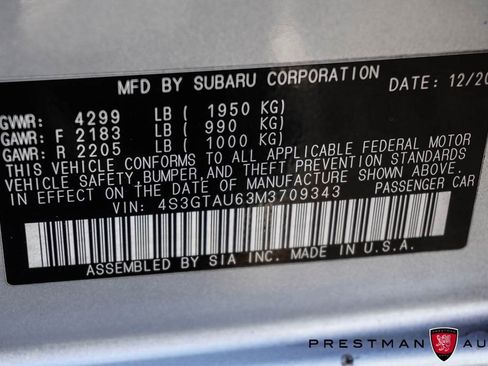 MFD BY SUBARU CORPORATION DATE: 12/20
GVWR: 4299 LB ( 1950 KG)
GAWR: F 2183 LB ( 990 KG)
GAWR: R 2205 LB ( 1000 KG)
THIS VEHICLE CONFORMS TO ALL APPLICABLE FEDERAL MOTOR
VEHICLE SAFETY,BUMPER,AND THEFT PREVENTION STANDARDS
IN EFFECT ON THE DATE OF MANUFACTURE SHOWN ABOVE.
VIN: 4S3GTAU63M3709343 PASSENGER CAR
ASSEMBLED BY SIA INC. MADE IN U.S.A.
PRESTMAN AU